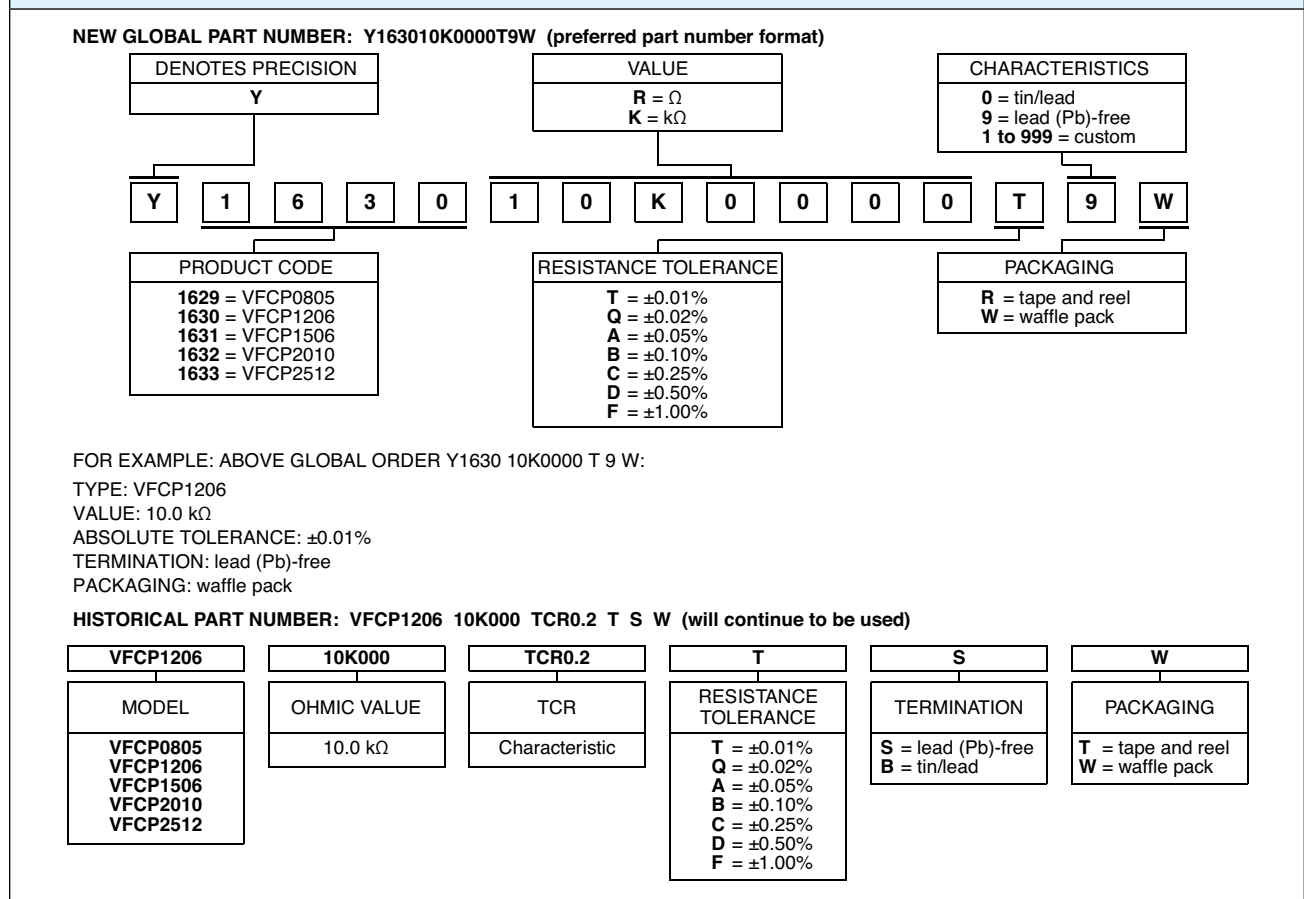 NEW GLOBAL PART NUMBER: Y163010K0000T9W (preferred part number format)
DENOTES PRECISION
Y
VALUE
R = Ω
K = kΩ
CHARACTERISTICS
0 = tin/lead
9 = lead (Pb)-free
1 to 999 = custom
Y 1 6 3 0 1 0 K 0 0 0 0 T 9 W
PRODUCT CODE
1629 = VFCP0805
1630 = VFCP1206
1631 = VFCP1506
1632 = VFCP2010
1633 = VFCP2512
RESISTANCE TOLERANCE
T = ±0.01%
Q = ±0.02%
A = ±0.05%
B = ±0.10%
C = ±0.25%
D = ±0.50%
F = ±1.00%
PACKAGING
R = tape and reel
W = waffle pack
FOR EXAMPLE: ABOVE GLOBAL ORDER Y1630 10K0000 T 9 W:
TYPE: VFCP1206
VALUE: 10.0 kΩ
ABSOLUTE TOLERANCE: ±0.01%
TERMINATION: lead (Pb)-free
PACKAGING: waffle pack
HISTORICAL PART NUMBER: VFCP1206 10K000 TCR0.2 T S W (will continue to be used)
VFCP1206
MODEL
VFCP0805
VFCP1206
VFCP1506
VFCP2010
VFCP2512
10K000
OHMIC VALUE
10.0 kΩ
TCR0.2
TCR
Characteristic
T
RESISTANCE
TOLERANCE
T = ±0.01%
Q = ±0.02%
A = ±0.05%
B = ±0.10%
C = ±0.25%
D = ±0.50%
F = ±1.00%
S
TERMINATION
S = lead (Pb)-free
B = tin/lead
W
PACKAGING
T = tape and reel
W = waffle pack